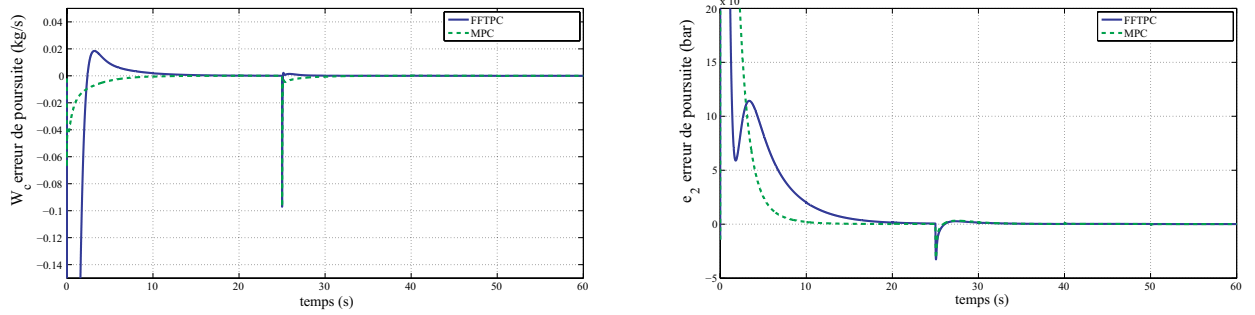 0.04
0.02
0
−0.02
−0.04
−0.06
−0.08
−0.1
−0.12
−0.14
W_c erreur de poursuite (kg/s)
FFTPC
MPC
0 10 20 30 40 50 60
temps (s)
20
15
10
5
0
−5
e_2 erreur de poursuite (bar)
FFTPC
MPC
0 10 20 30 40 50 60
temps (s)